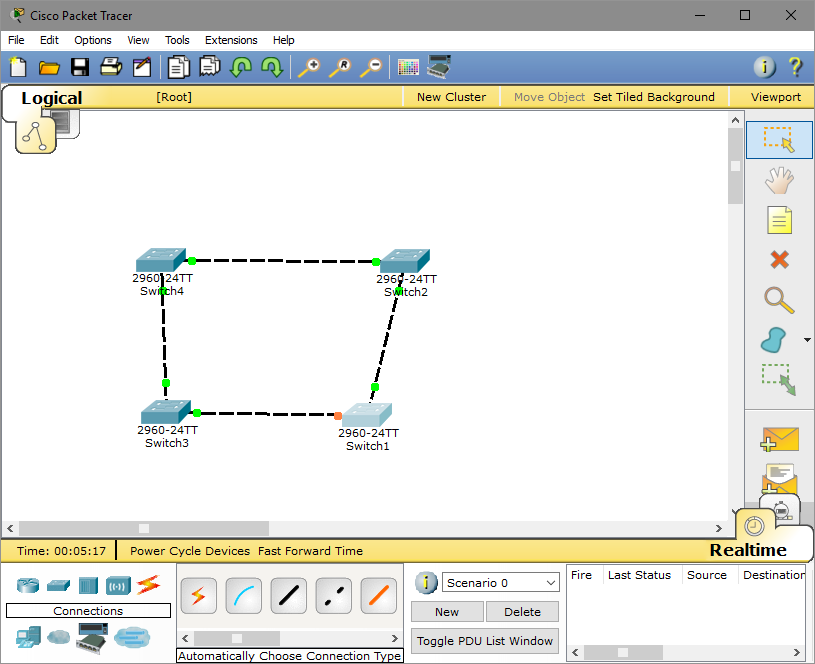 Cisco Packet Tracer
File Edit Options View Tools Extensions Help
Logical [Root] New Cluster Move Object Set Tiled Background Viewport
2960-24TT
Switch4
2960-24TT
Switch2
2960-24TT
Switch3
2960-24TT
Switch1
Time: 00:05:17 Power Cycle Devices Fast Forward Time
Realtime
Connections
Automatically Choose Connection Type
Scenario 0
New Delete
Toggle PDU List Window
Fire Last Status Source Destination